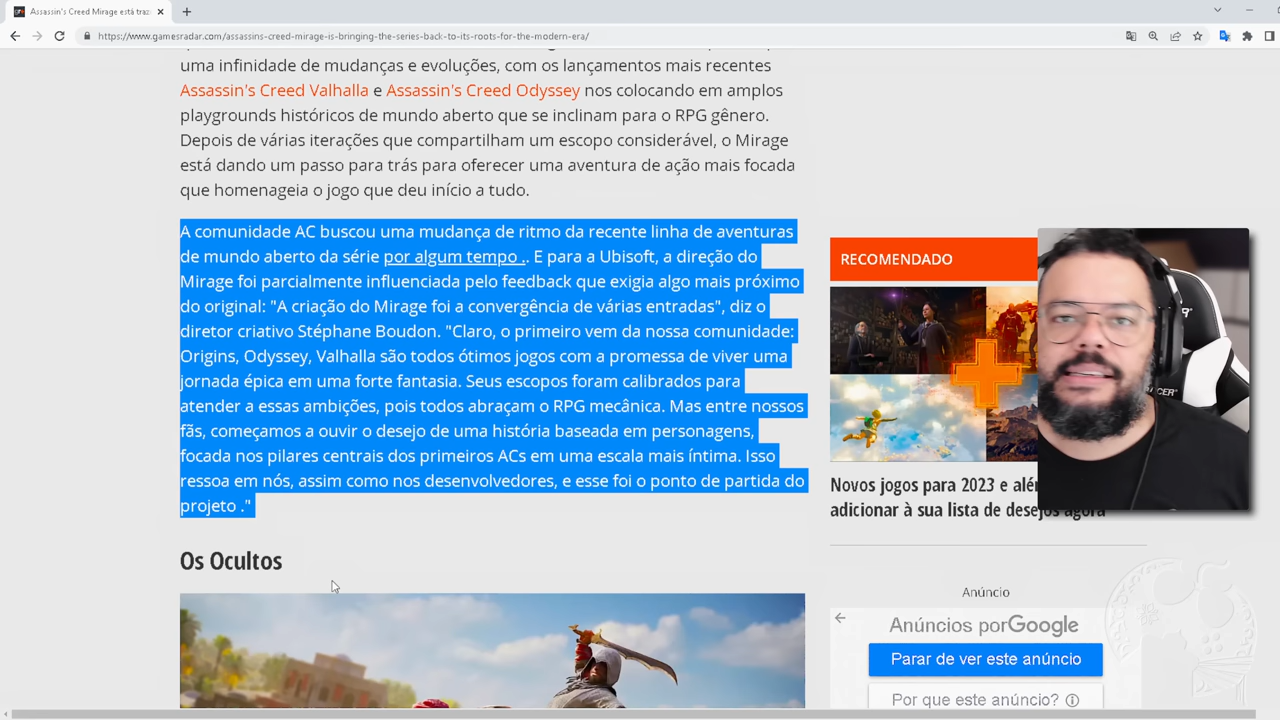 Assassin's Creed Mirage está traz
https://www.gamesradar.com/assassins-creed-mirage-is-bringing-the-series-back-to-its-roots-for-the-modern-era/
uma infinidade de mudanças e evoluções, com os lançamentos mais recentes
Assassin's Creed Valhalla e Assassin's Creed Odyssey nos colocando em amplos
playgrounds históricos de mundo aberto que se inclinam para o RPG gênero.
Depois de várias iterações que compartilham um escopo considerável, o Mirage
está dando um passo para trás para oferecer uma aventura de ação mais focada
que homenageia o jogo que deu início a tudo.
A comunidade AC buscou uma mudança de ritmo da recente linha de aventuras
de mundo aberto da série por algum tempo .. E para a Ubisoft, a direção do
Mirage foi parcialmente influenciada pelo feedback que exigia algo mais próximo
do original: "A criação do Mirage foi a convergência de várias entradas", diz o
diretor criativo Stéphane Boudon. "Claro, o primeiro vem da nossa comunidade:
Origins, Odyssey, Valhalla são todos ótimos jogos com a promessa de viver uma
jornada épica em uma forte fantasia. Seus escopos foram calibrados para
atender a essas ambições, pois todos abraçam o RPG mecânica. Mas entre nossos
fãs, começamos a ouvir o desejo de uma história baseada em personagens,
focada nos pilares centrais dos primeiros ACs em uma escala mais íntima. Isso
ressoa em nós, assim como nos desenvolvedores, e esse foi o ponto de partida do
projeto ."
Os Ocultos
RECOMENDADO
Novos jogos para 2023 e além
adicionar à sua lista de desejos agora
Anúncio
Anúncios porGoogle
Parar de ver este anúncio
Por que este anúncio?